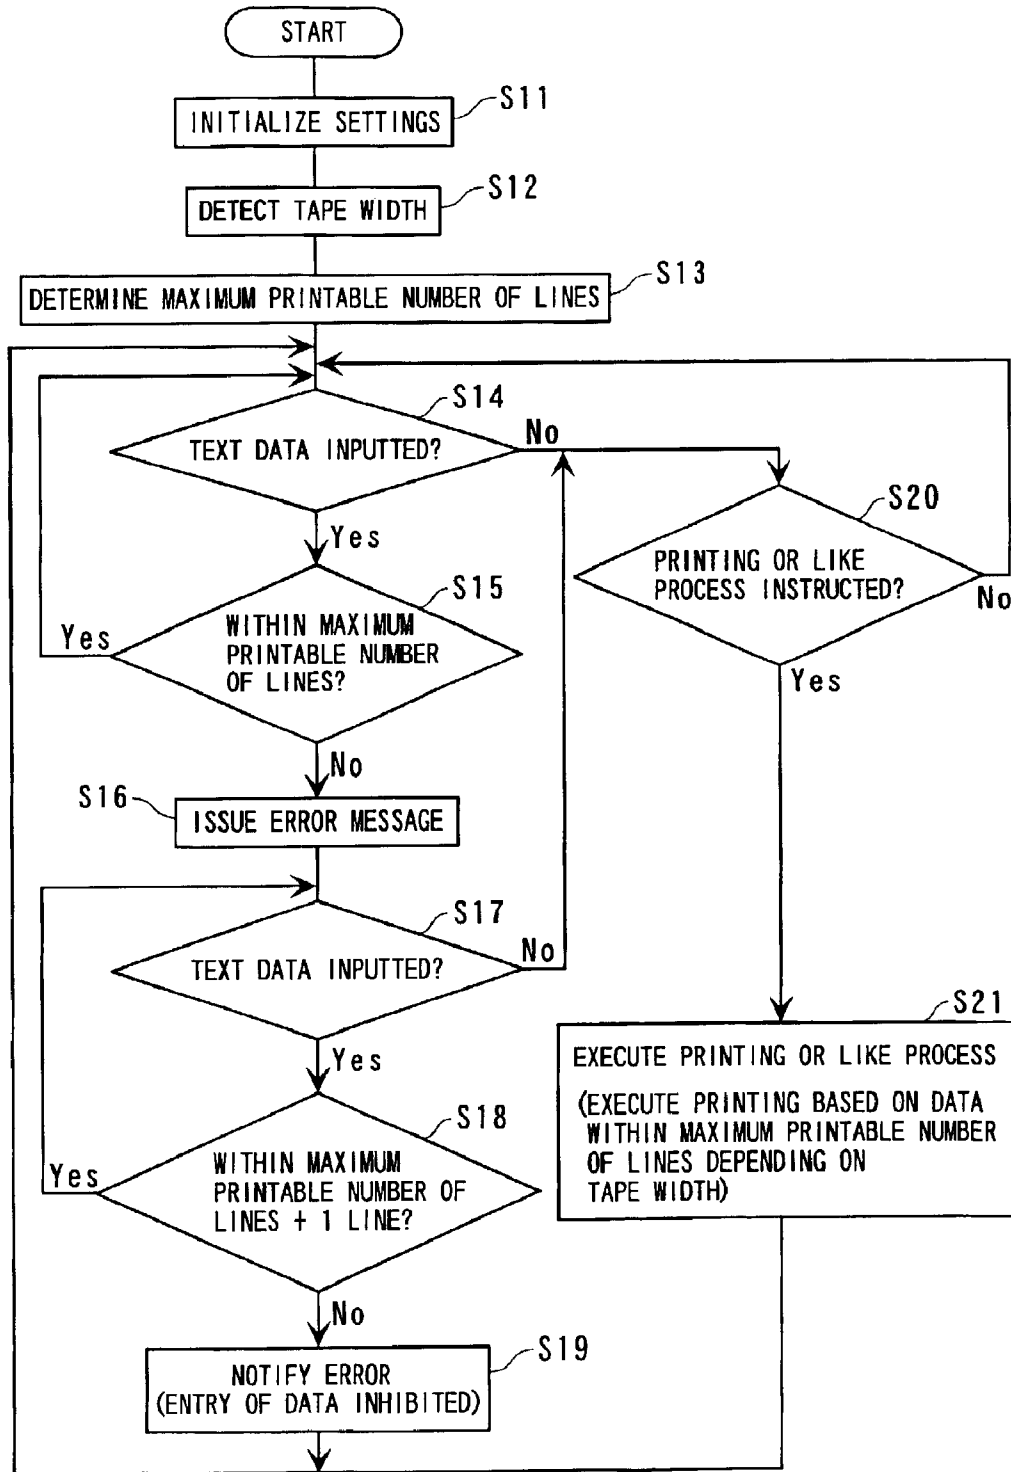 START
S11
INITIALIZE SETTINGS
S12
DETECT TAPE WIDTH
S13
DETERMINE MAXIMUM PRINTABLE NUMBER OF LINES
S14
TEXT DATA INPUTTED?
No
Yes
S20
PRINTING OR LIKE
PROCESS INSTRUCTED?
No
Yes
S15
WITHIN MAXIMUM
PRINTABLE NUMBER
OF LINES?
Yes
No
S16
ISSUE ERROR MESSAGE
S17
TEXT DATA INPUTTED?
No
Yes
S18
WITHIN MAXIMUM
PRINTABLE NUMBER OF
LINES + 1 LINE?
Yes
No
S19
NOTIFY ERROR
(ENTRY OF DATA INHIBITED)
S21
EXECUTE PRINTING OR LIKE PROCESS
(EXECUTE PRINTING BASED ON DATA
WITHIN MAXIMUM PRINTABLE NUMBER
OF LINES DEPENDING ON
TAPE WIDTH)